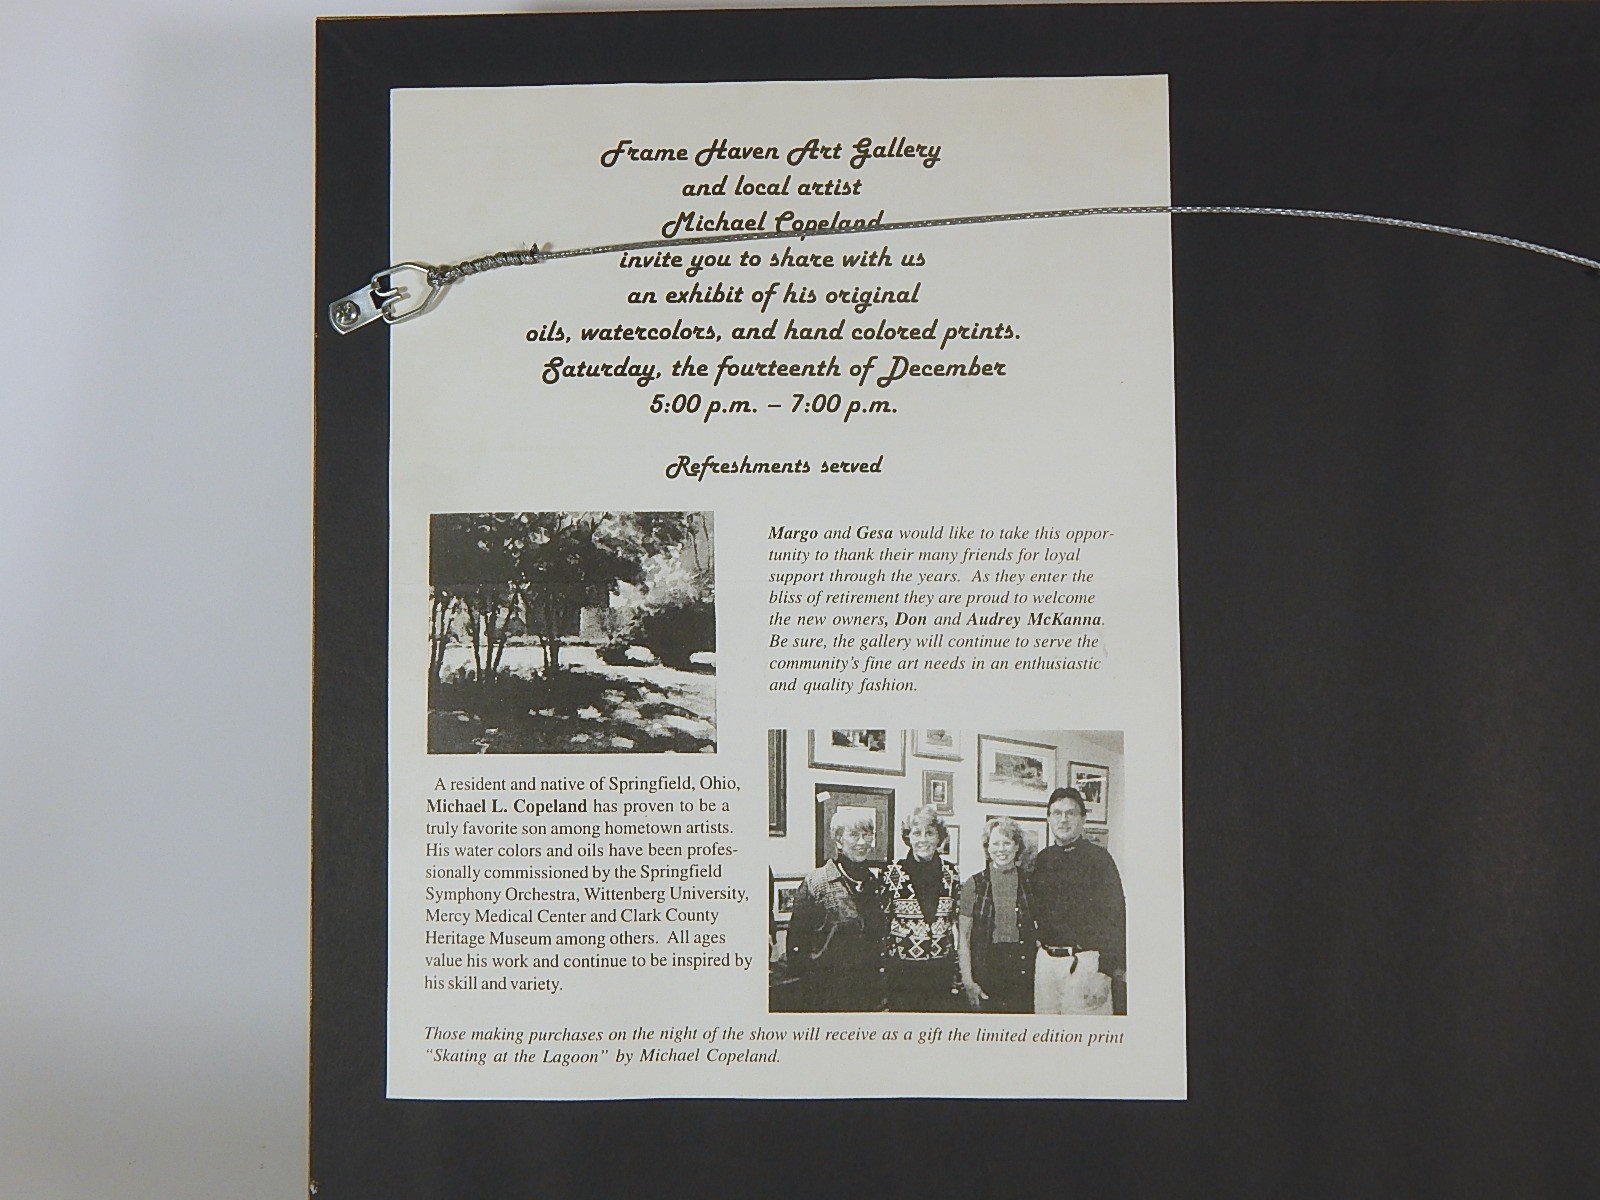 Frame Haven Art Gallery
and local artist
Michael Copeland
invite you to share with us
an exhibit of his original
oils, watercolors, and hand colored prints.
Saturday, the fourteenth of December
5:00 p.m. – 7:00 p.m.
Refreshments served
A resident and native of Springfield, Ohio,
Michael L. Copeland has proven to be a
truly favorite son among hometown artists.
His water colors and oils have been profes-
sionally commissioned by the Springfield
Symphony Orchestra, Wittenberg University,
Mercy Medical Center and Clark County
Heritage Museum among others. All ages
value his work and continue to be inspired by
his skill and variety.
Margo and Gesa would like to take this oppor-
tunity to thank their many friends for loyal
support through the years. As they enter the
bliss of retirement they are proud to welcome
the new owners, Don and Audrey McKanna.
Be sure, the gallery will continue to serve the
community's fine art needs in an enthusiastic
and quality fashion.
Those making purchases on the night of the show will receive as a gift the limited edition print
“Skating at the Lagoon” by Michael Copeland.